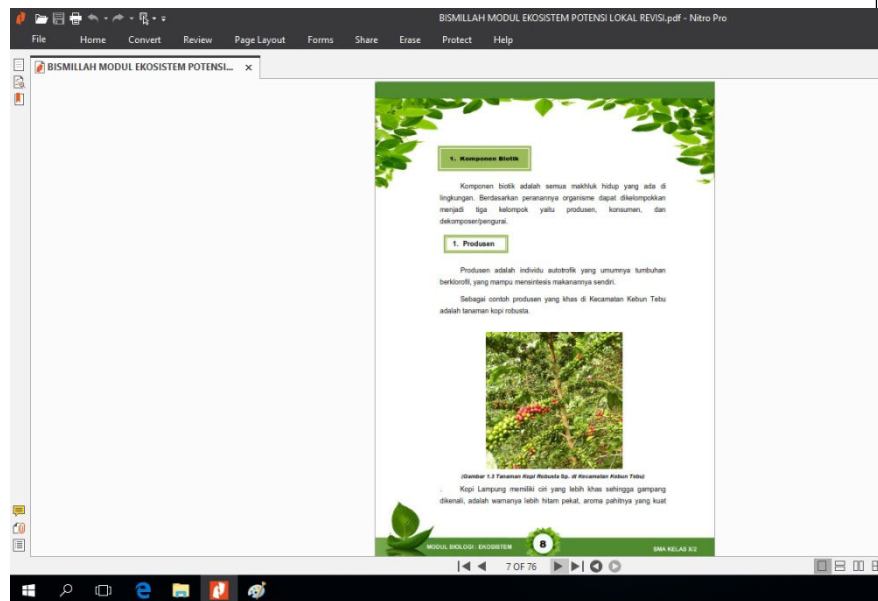 BISMILLAH MODUL EKOSISTEM POTENSI LOKAL REVISI.pdf - Nitro Pro
File Home Convert Review Page Layout Forms Share Erase Protect Help
BISMILLAH MODUL EKOSISTEM POTENSI... ×
1. Komponen Biotik
Komponen biotik adalah semua makhluk hidup yang ada di
lingkungan. Berdasarkan peranannya organisme dapat dikelompokkan
menjadi tiga kelompok yaitu produsen, konsumen, dan
dekomposer/pengurai.
1. Produsen
Produsen adalah individu autotrofik yang umumnya tumbuhan
berklorofil, yang mampu mensintesis makanannya sendiri.
Sebagai contoh produsen yang khas di Kecamatan Kebun Tebu
adalah tanaman kopi robusta.
(Gambar 1.3 Tanaman Kopi Robusta Sp. di Kecamatan Kebun Tebu)
. Kopi Lampung memiliki ciri yang lebih khas sehingga gampang
dikenali, adalah warnanya lebih hitam pekat, aroma pahitnya yang kuat
MODUL BIOLOGI : EKOSISTEM 8 SMA KELAS X/2
7 OF 76